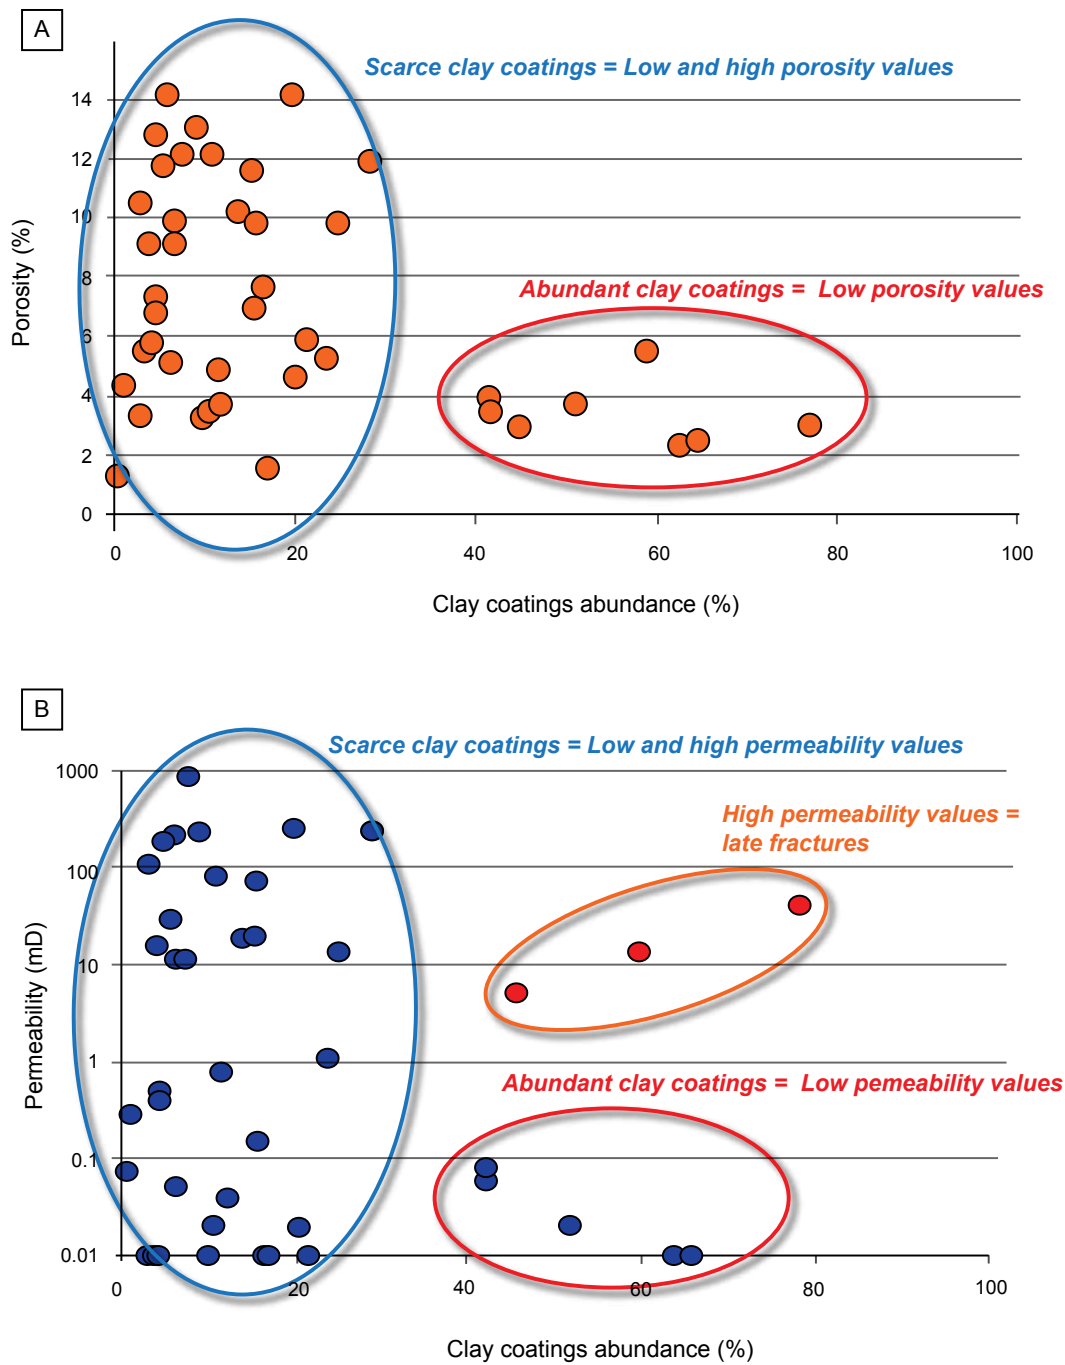 A
Scarce clay coatings = Low and high porosity values
14
12
10
8
6
4
2
0
Porosity (%)
Abundant clay coatings = Low porosity values
0 20 40 60 80 100
Clay coatings abundance (%)
B
Scarce clay coatings = Low and high permeability values
1000
100
10
1
0.1
0.01
Permeability (mD)
High permeability values =
late fractures
Abundant clay coatings = Low pemeability values
0 20 40 60 80 100
Clay coatings abundance (%)